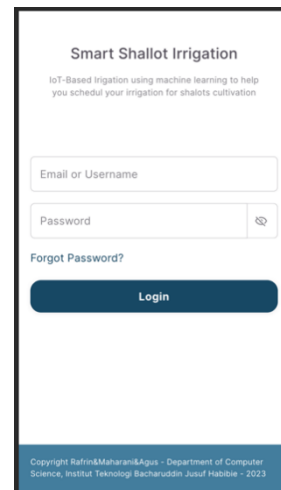 Smart Shallot Irrigation
IoT-Based Irigation using machine learning to help
you schedul your irrigation for shalots cultivation
Email or Username
Password
Forgot Password?
Login
Copyright Rafrin&Maharani&Agus - Department of Computer
Science, Institut Teknologi Bacharuddin Jusuf Habibie - 2023